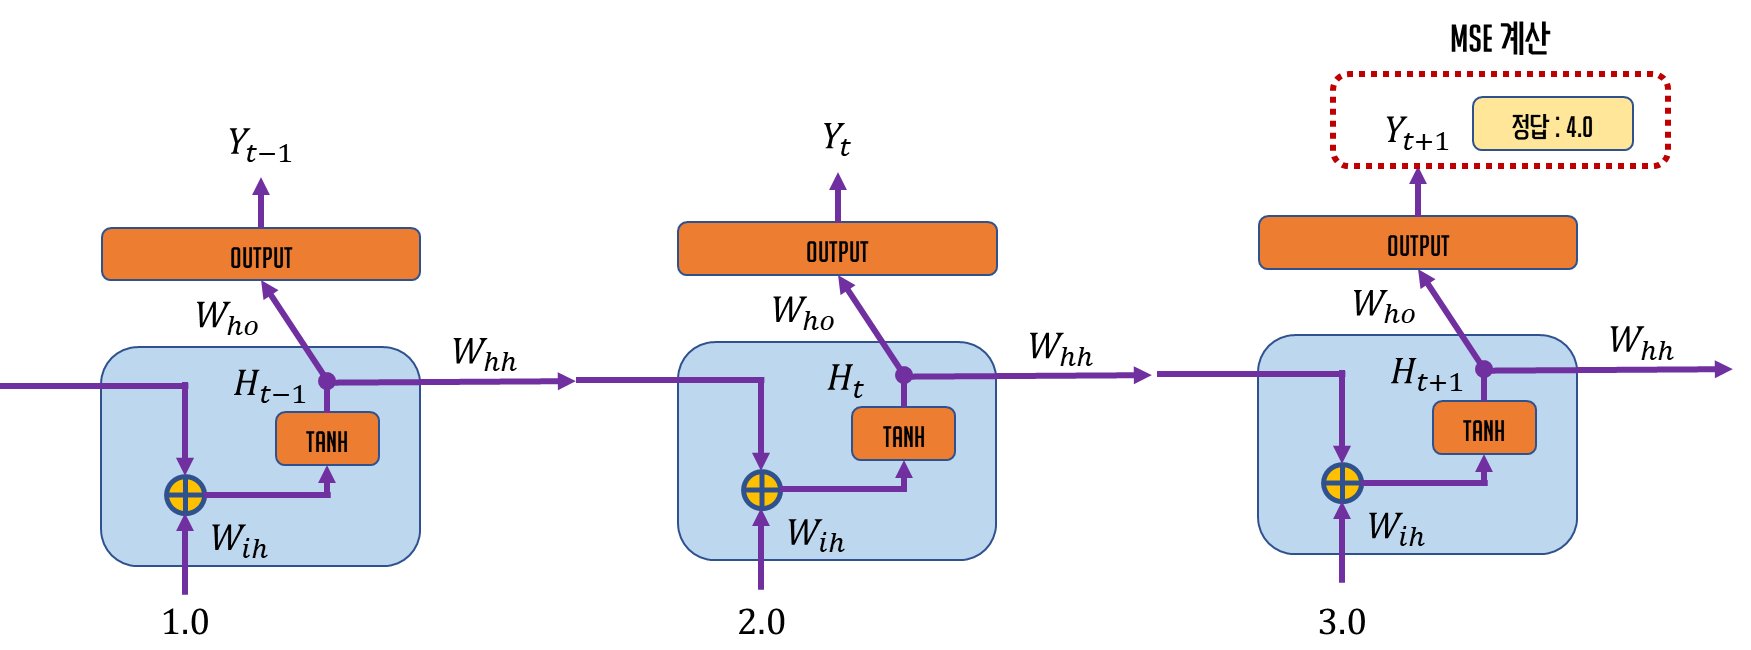 MSE 계산
Y_{t-1}
Y_t
Y_{t+1}
정답 : 4.0
OUTPUT
OUTPUT
OUTPUT
W_{ho}
W_{ho}
W_{ho}
W_{hh}
W_{hh}
W_{hh}
H_{t-1}
H_t
H_{t+1}
TANH
TANH
TANH
W_{ih}
W_{ih}
W_{ih}
1.0
2.0
3.0